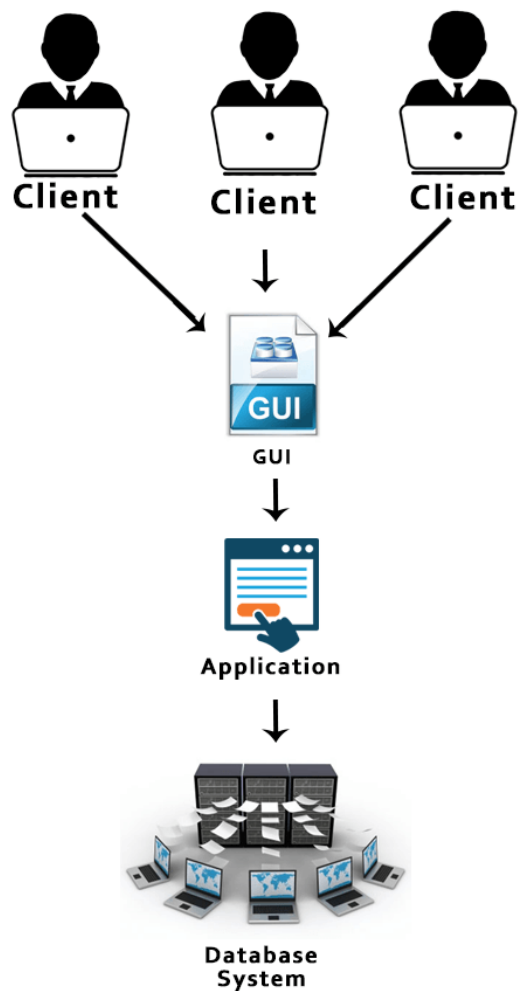 Client
Client
Client
GUI
GUI
Application
Database
System